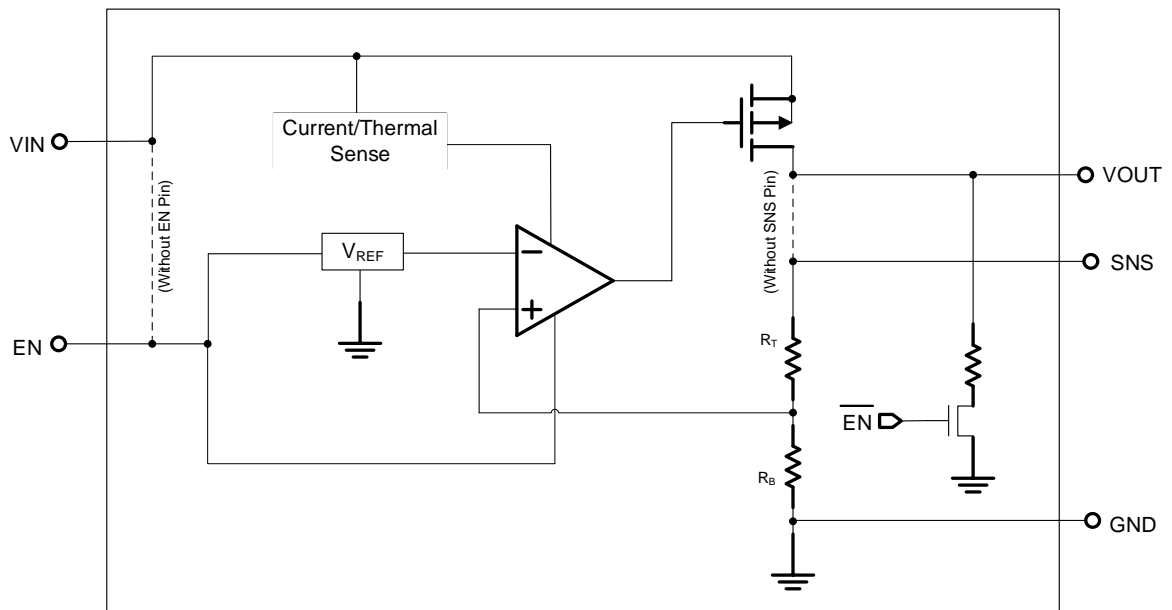 Current/Thermal
Sense
VIN
(Without EN Pin)
VREF
−
+
EN
(Without SNS Pin)
VOUT
SNS
RT
EN
RB
GND